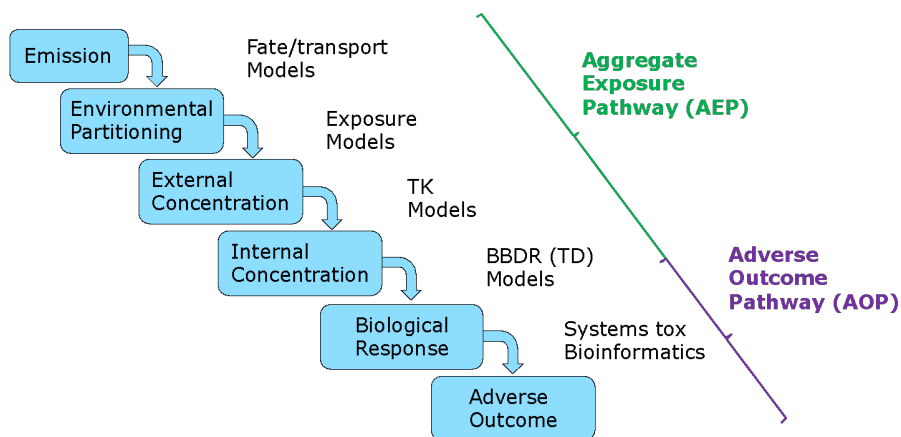 Emission
Fate/transport
Models
Aggregate
Exposure
Pathway (AEP)
Environmental
Partitioning
Exposure
Models
External
Concentration
TK
Models
Internal
Concentration
BBDR (TD)
Models
Adverse
Outcome
Pathway (AOP)
Biological
Response
Systems tox
Bioinformatics
Adverse
Outcome